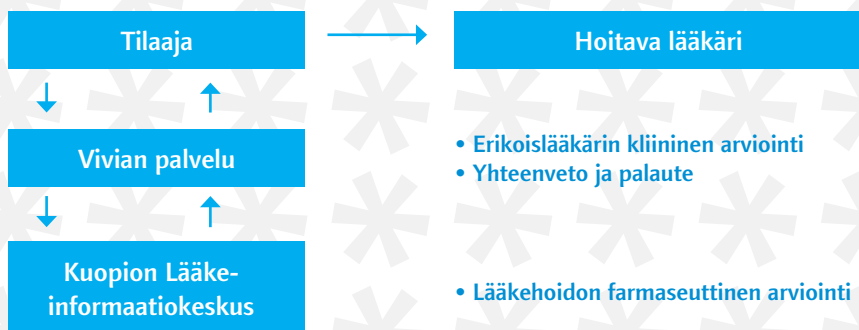 Tilaaja
Hoitava lääkäri
Vivian palvelu
• Erikoislääkärin kliininen arviointi
• Yhteenveto ja palaute
Kuopion Lääke-
informaatiokeskus
• Lääkehoidon farmaseuttinen arviointi